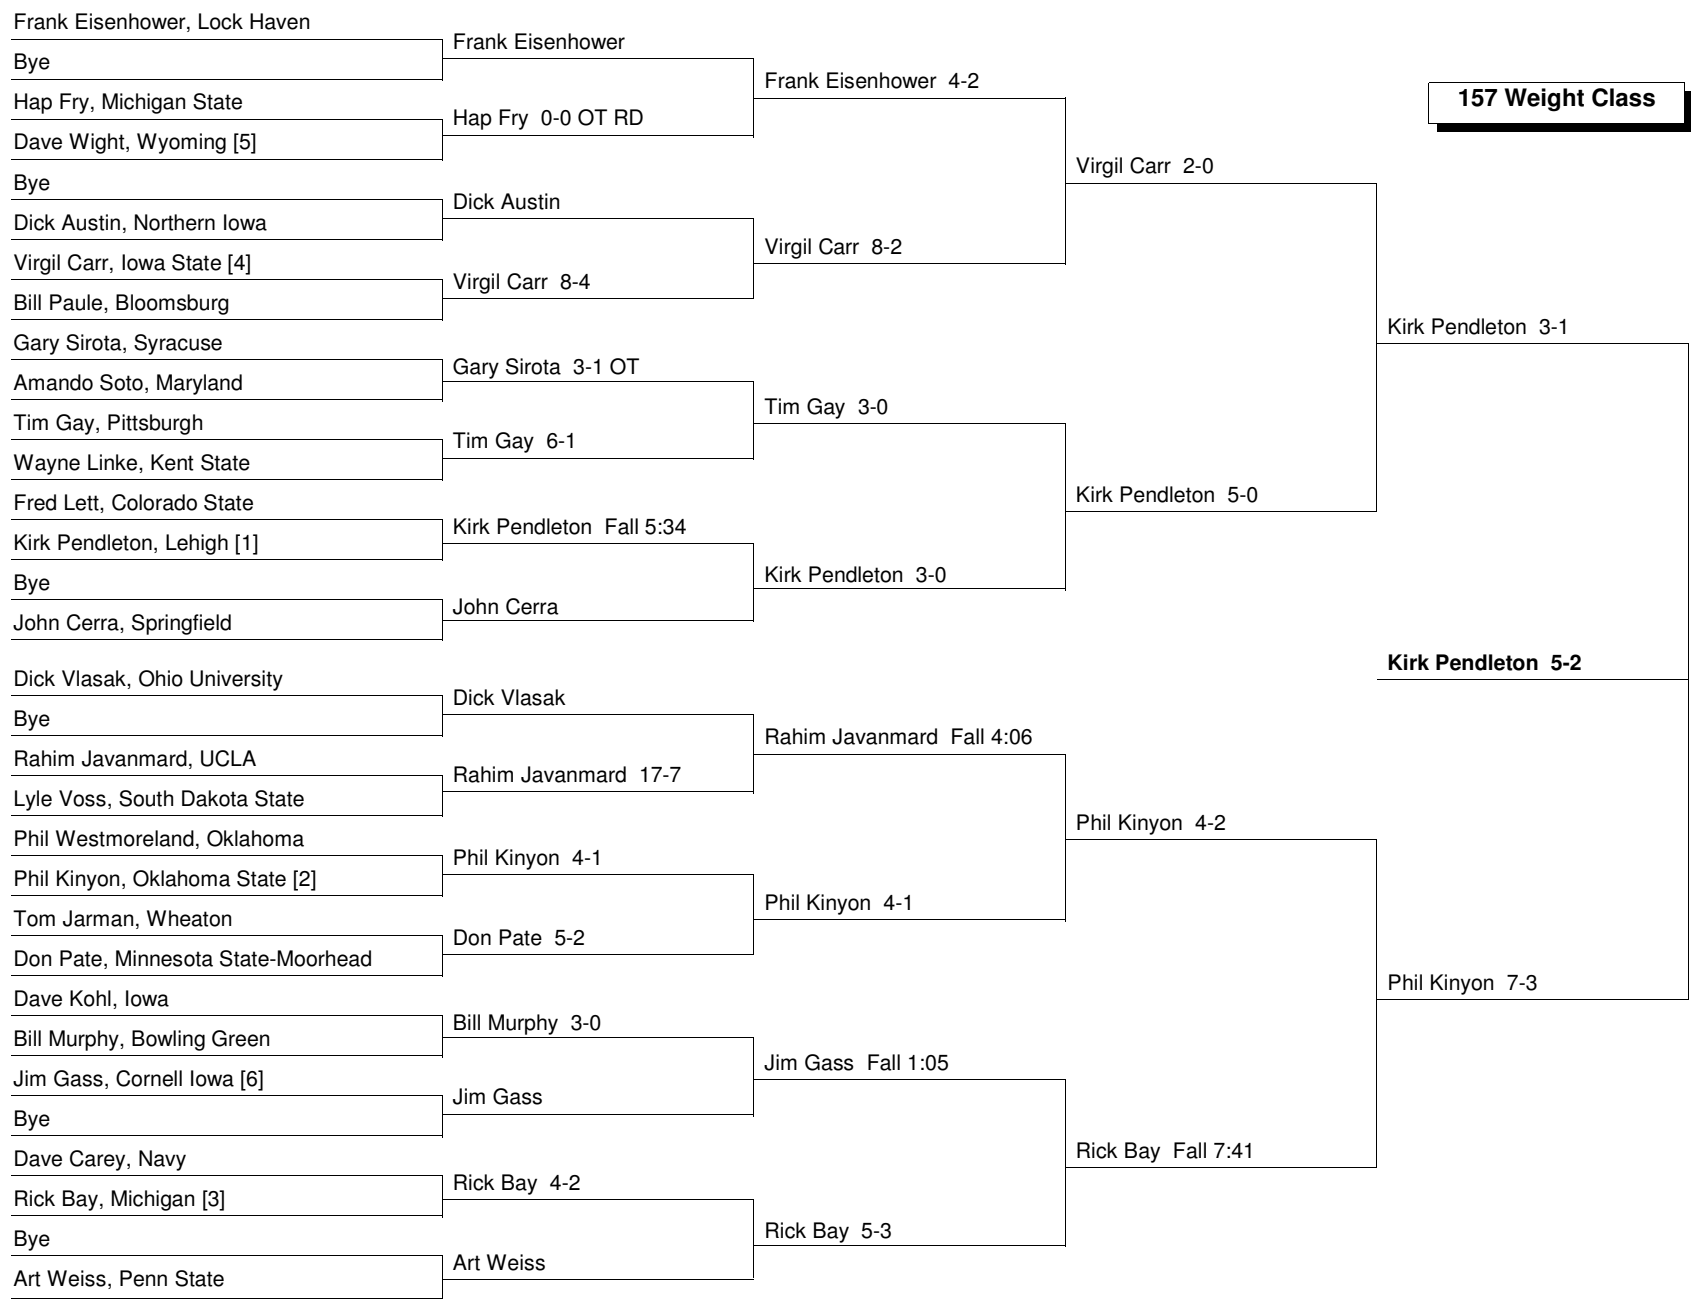 Frank Eisenhower, Lock Haven
Bye
Hap Fry, Michigan State
Dave Wight, Wyoming [5]
Bye
Dick Austin, Northern Iowa
Virgil Carr, Iowa State [4]
Bill Paule, Bloomsburg
Gary Sirota, Syracuse
Amando Soto, Maryland
Tim Gay, Pittsburgh
Wayne Linke, Kent State
Fred Lett, Colorado State
Kirk Pendleton, Lehigh [1]
Bye
John Cerra, Springfield
Dick Vlasak, Ohio University
Bye
Rahim Javanmard, UCLA
Lyle Voss, South Dakota State
Phil Westmoreland, Oklahoma
Phil Kinyon, Oklahoma State [2]
Tom Jarman, Wheaton
Don Pate, Minnesota State-Moorhead
Dave Kohl, Iowa
Bill Murphy, Bowling Green
Jim Gass, Cornell Iowa [6]
Bye
Dave Carey, Navy
Rick Bay, Michigan [3]
Bye
Art Weiss, Penn State
Frank Eisenhower
Hap Fry 0-0 OT RD
Dick Austin
Virgil Carr 8-4
Gary Sirota 3-1 OT
Tim Gay 6-1
Kirk Pendleton Fall 5:34
John Cerra
Dick Vlasak
Rahim Javanmard 17-7
Phil Kinyon 4-1
Don Pate 5-2
Bill Murphy 3-0
Jim Gass
Rick Bay 4-2
Art Weiss
Frank Eisenhower 4-2
Virgil Carr 8-2
Tim Gay 3-0
Kirk Pendleton 3-0
Rahim Javanmard Fall 4:06
Phil Kinyon 4-1
Jim Gass Fall 1:05
Rick Bay 5-3
Virgil Carr 2-0
Kirk Pendleton 5-0
Phil Kinyon 4-2
Rick Bay Fall 7:41
157 Weight Class
Kirk Pendleton 3-1
Kirk Pendleton 5-2
Phil Kinyon 7-3